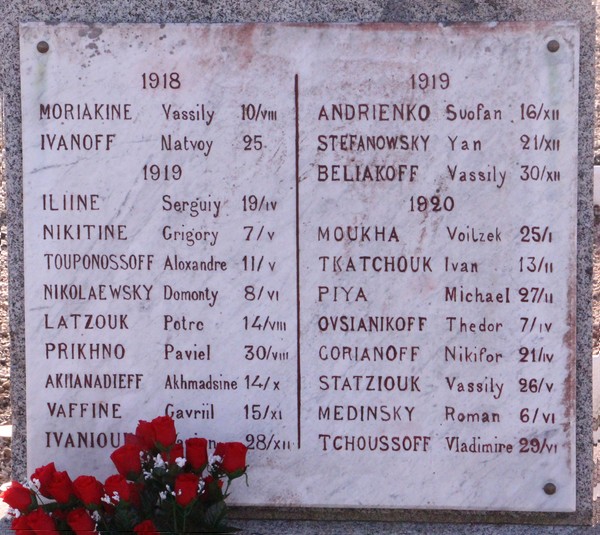 1918
MORIAKINE Vassily 10/VIII
IVANOFF Natvoy 25
1919
ILIINE Serguiy 19/IV
NIKITINE Grigory 7/V
TOUPONOSSOFF Aloxandre 11/V
NIKOLAEWSKY Domonty 8/VI
LATZOUK Potre 14/VIII
PRIKHNO Paviel 30/VIII
AKHANADIEFF Akhmadsine 14/X
VAFFINE Gavriil 15/XI
28/XII
1919
ANDRIENKO Suofan 16/XII
STEFANOWSKY Yan 21/XII
BELIAKOFF Vassily 30/XII
1920
MOUKHA Voitzek 25/I
TKATCHOUK Ivan 13/II
PIYA Michael 27/II
OVSIANIKOFF Thedor 7/IV
GORIANOFF Nikifor 21/IV
STATZIOUK Vassily 26/V
MEDINSKY Roman 6/VI
TCHOUSSOFF Vladimire 29/VI